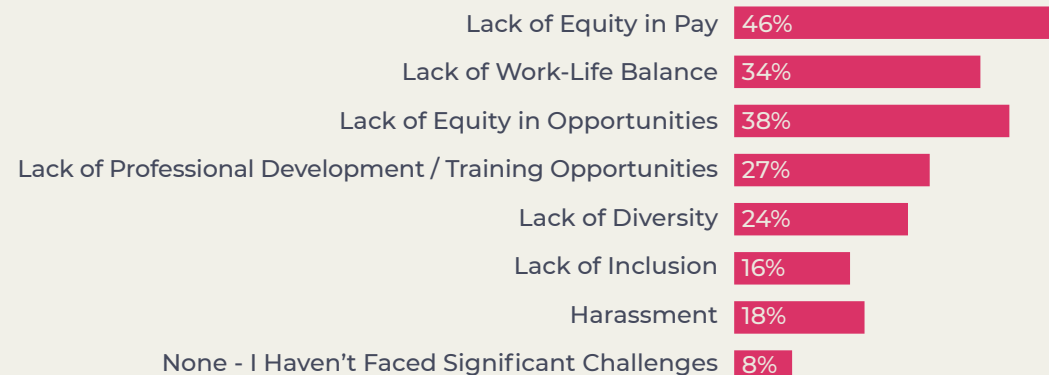 Lack of Equity in Pay 46%
Lack of Work-Life Balance 34%
Lack of Equity in Opportunities 38%
Lack of Professional Development / Training Opportunities 27%
Lack of Diversity 24%
Lack of Inclusion 16%
Harassment 18%
None - I Haven’t Faced Significant Challenges 8%